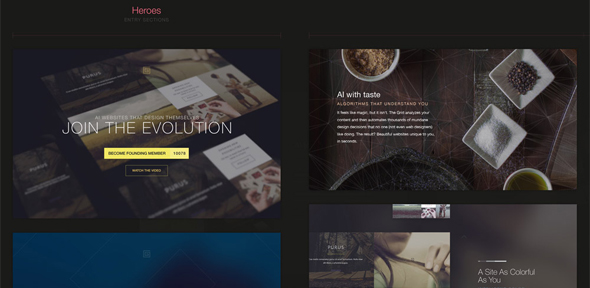 Heroes
ENTRY SECTIONS
AI WEBSITES THAT DESIGN THEMSELVES
JOIN THE EVOLUTION
BECOME FOUNDING MEMBER
WATCH THE VIDEO
AI with taste
ALGORITHMS THAT UNDERSTAND YOU
It feels like magic, but it isn't. The Grid analyzes your
content and then automates thousands of mundane
design decisions that no one (not even web designers)
like doing. The result? Beautiful websites unique to you,
in seconds.
PURUS
A Site As Colorful
As You